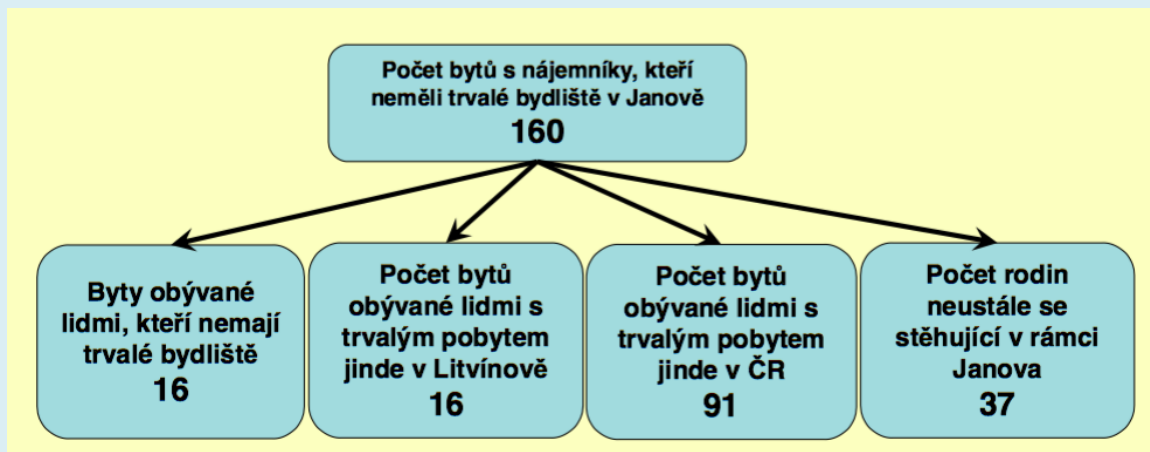 Počet bytů s nájemníky, kteří
neměli trvalé bydliště v Janově
160
Byty obývané
lidmi, kteří nemají
trvalé bydliště
16
Počet bytů
obývané lidmi s
trvalým pobytem
jinde v Litvínově
16
Počet bytů
obývané lidmi s
trvalým pobytem
jinde v ČR
91
Počet rodin
neustále se
stěhující v rámci
Janova
37